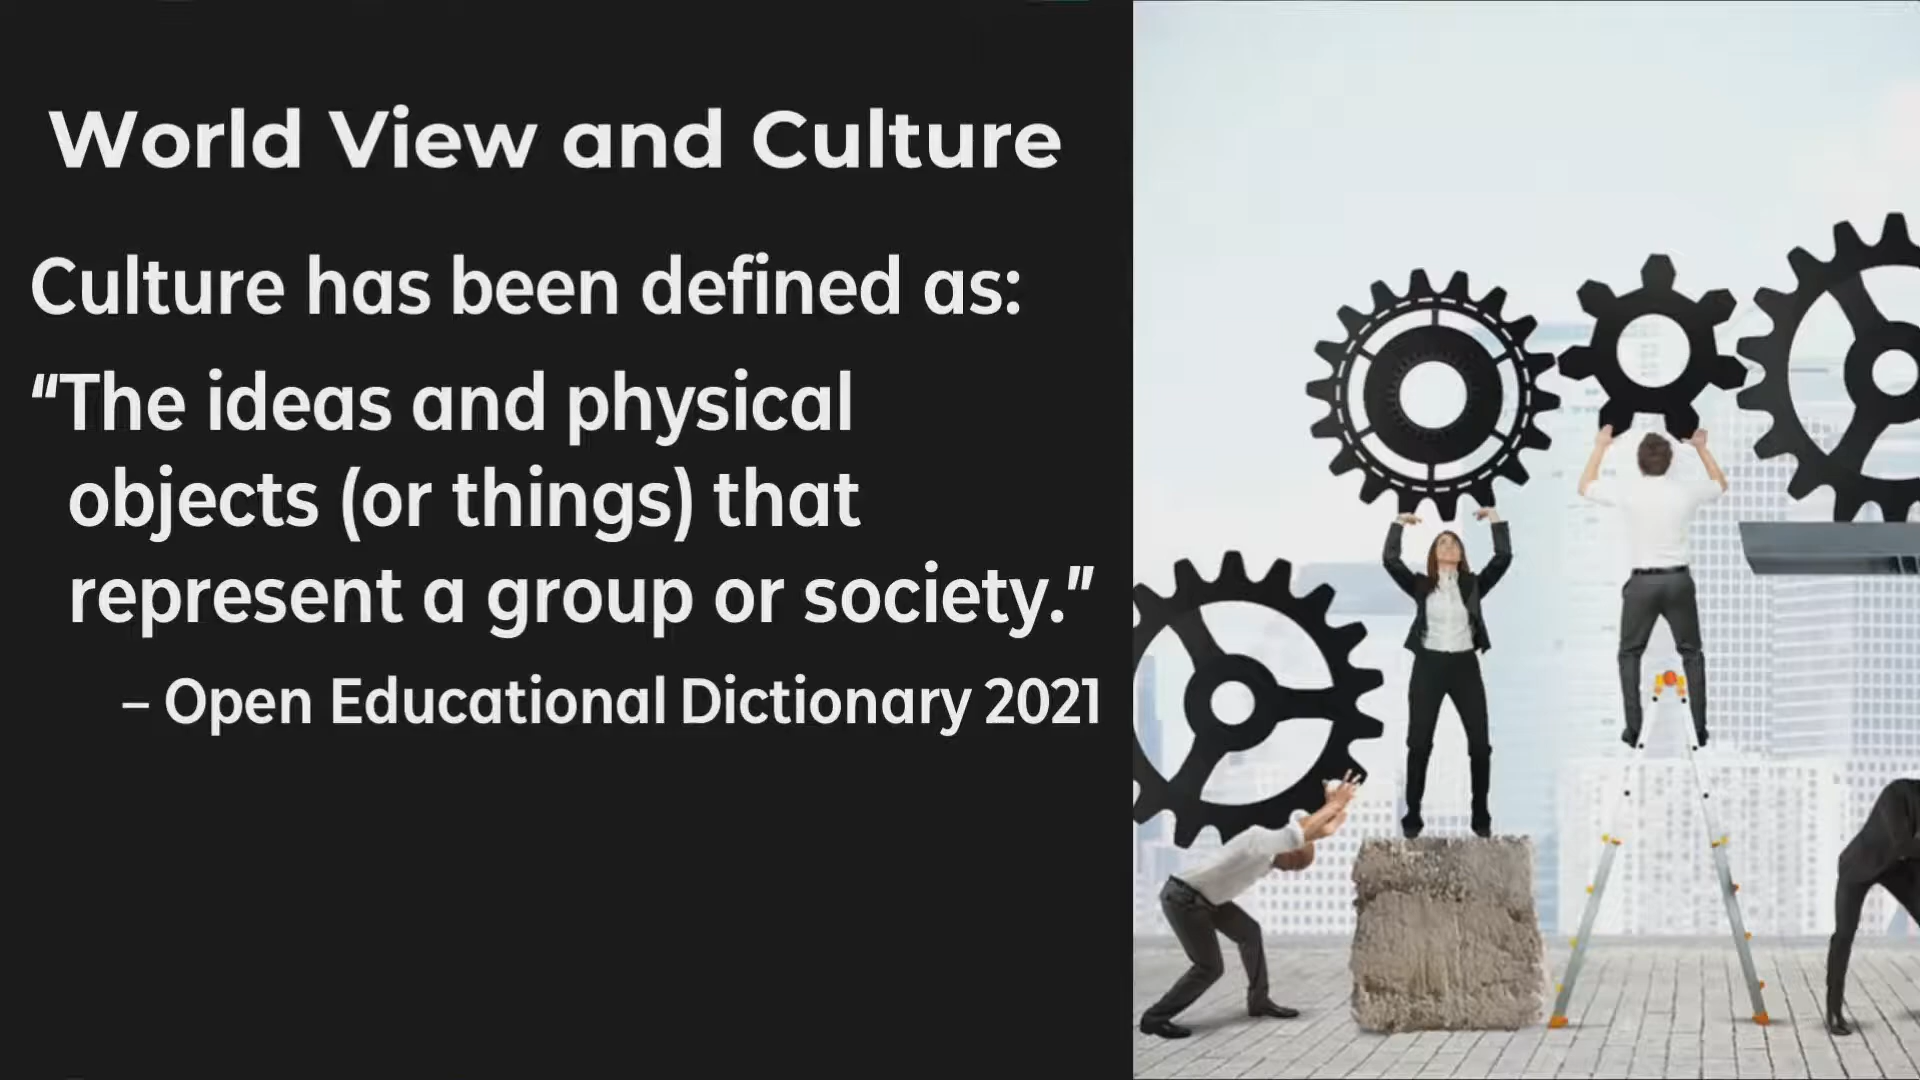 World View and Culture
Culture has been defined as:
“The ideas and physical
objects (or things) that
represent a group or society.”
– Open Educational Dictionary 2021